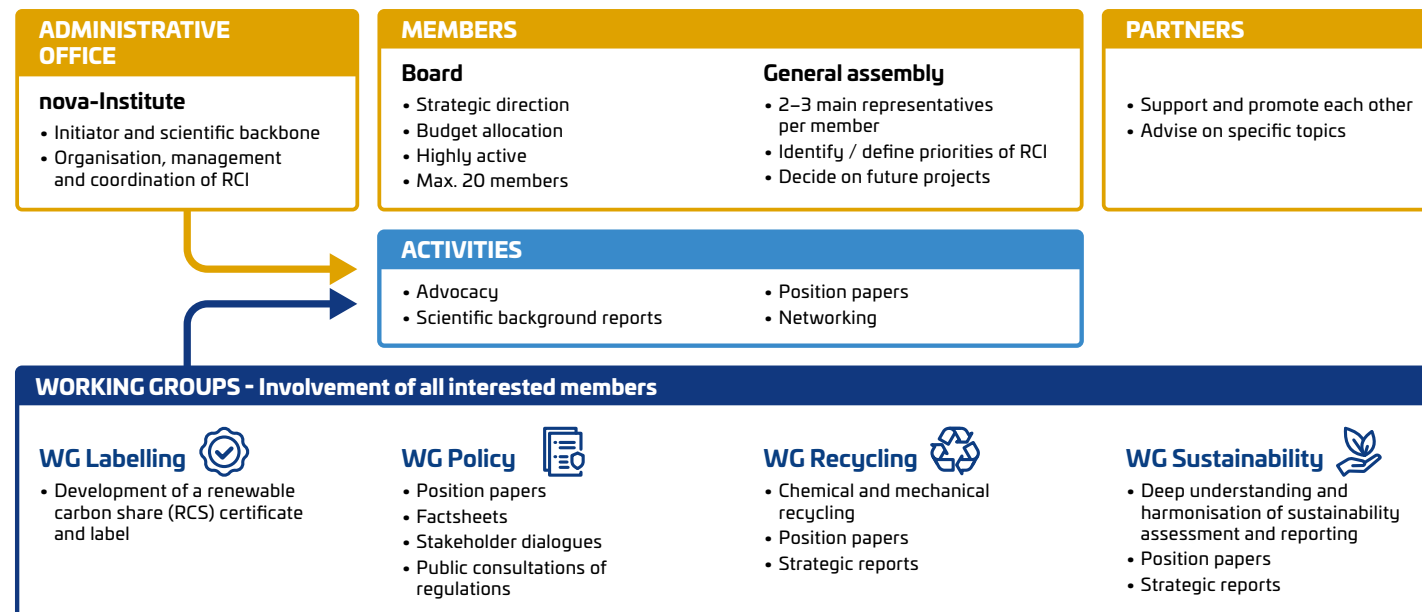 ADMINISTRATIVE
OFFICE
nova-Institute
• Initiator and scientific backbone
• Organisation, management
and coordination of RCI
MEMBERS
Board
• Strategic direction
• Budget allocation
• Highly active
• Max. 20 members
General assembly
• 2–3 main representatives
per member
• Identify / define priorities of RCI
• Decide on future projects
PARTNERS
• Support and promote each other
• Advise on specific topics
ACTIVITIES
• Advocacy
• Scientific background reports
• Position papers
• Networking
WORKING GROUPS – Involvement of all interested members
WG Labelling
• Development of a renewable
carbon share (RCS) certificate
and label
WG Policy
• Position papers
• Factsheets
• Stakeholder dialogues
• Public consultations of
regulations
WG Recycling
• Chemical and mechanical
recycling
• Position papers
• Strategic reports
WG Sustainability
• Deep understanding and
harmonisation of sustainability
assessment and reporting
• Position papers
• Strategic reports